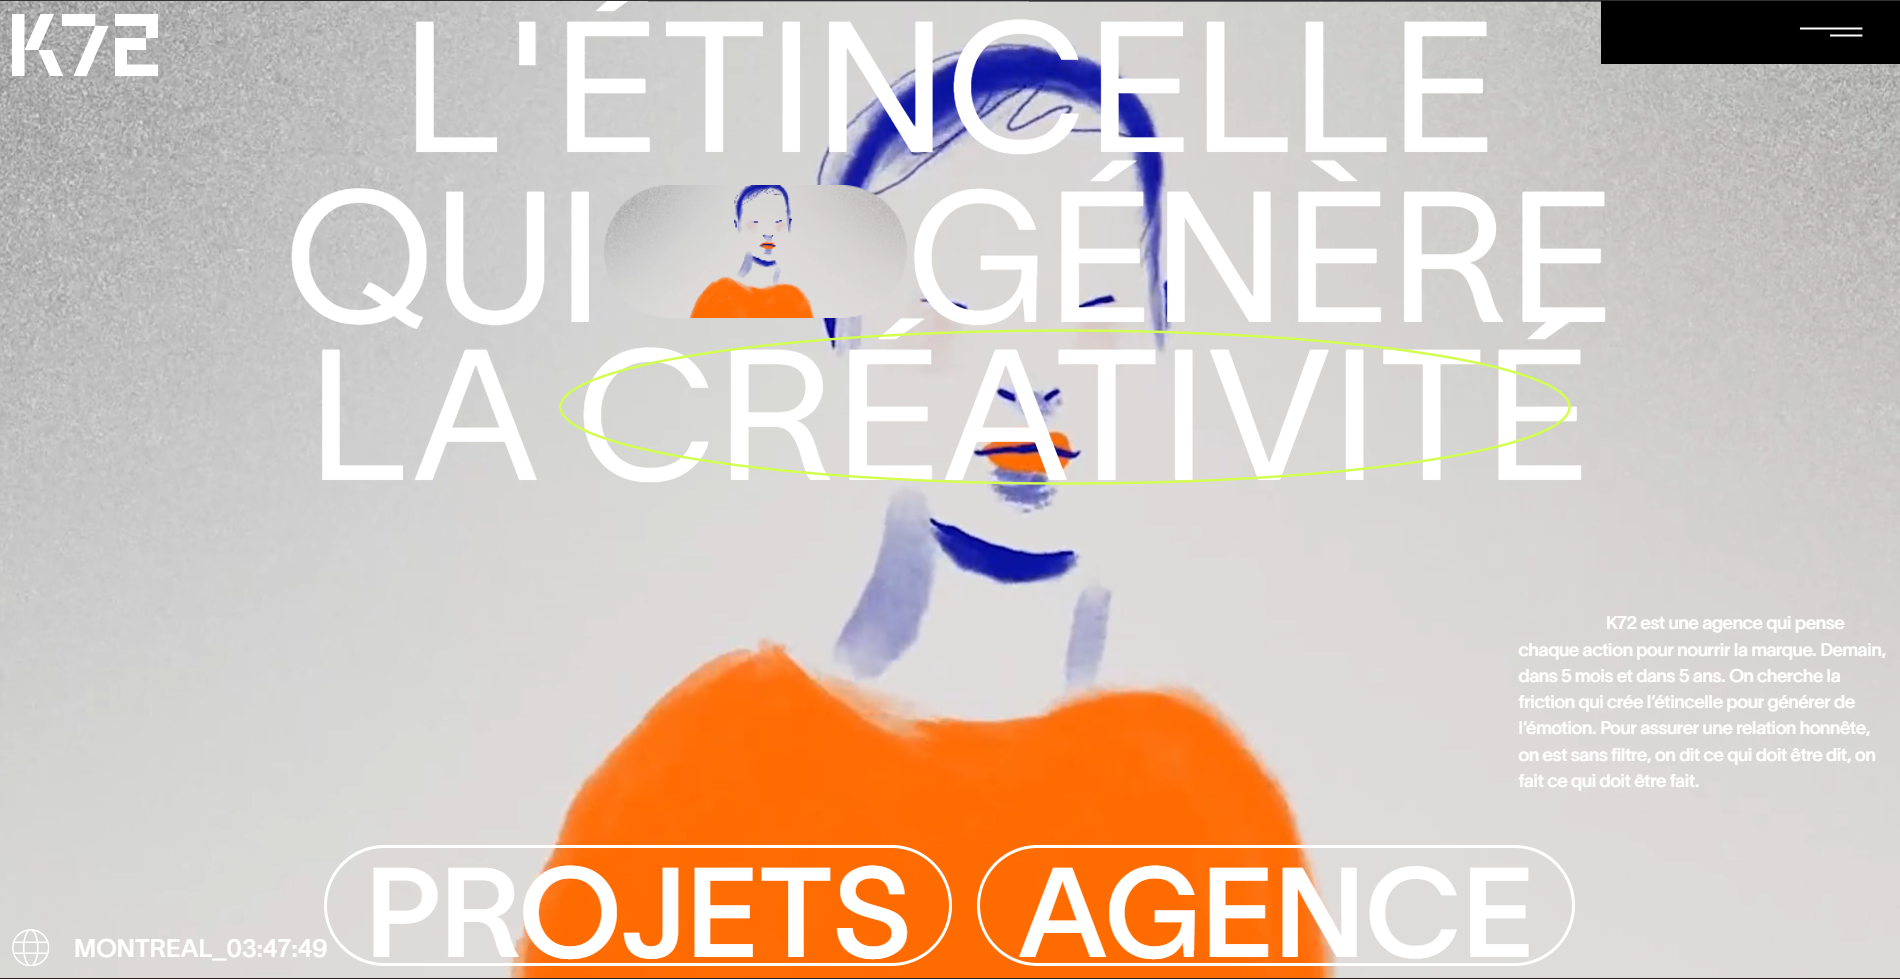 K72
L'ÉTINCELLE
QUI GÉNÈRE
LA CRÉATIVITÉ
K72 est une agence qui pense
chaque action pour nourrir la marque. Demain,
dans 5 mois et dans 5 ans. On cherche la
friction qui crée l’étincelle pour générer de
l’émotion. Pour assurer une relation honnête,
on est sans filtre, on dit ce qui doit être dit, on
fait ce qui doit être fait.
PROJETS AGENCE
MONTREAL_03:47:49